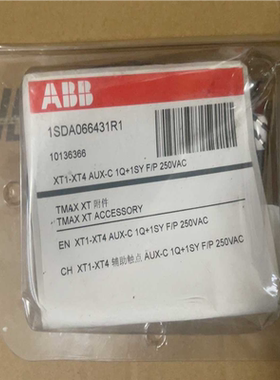 ABB
1SDA066431R1
10136366
XT1-XT4 AUX-C 1Q+1SY F/P 250VAC
TMAX XT 附件
TMAX XT ACCESSORY
EN XT1-XT4 AUX-C 1Q+1SY F/P 250VAC
CH XT1-XT4 辅助触点 AUX-C 1Q+1SY F/P 250VAC